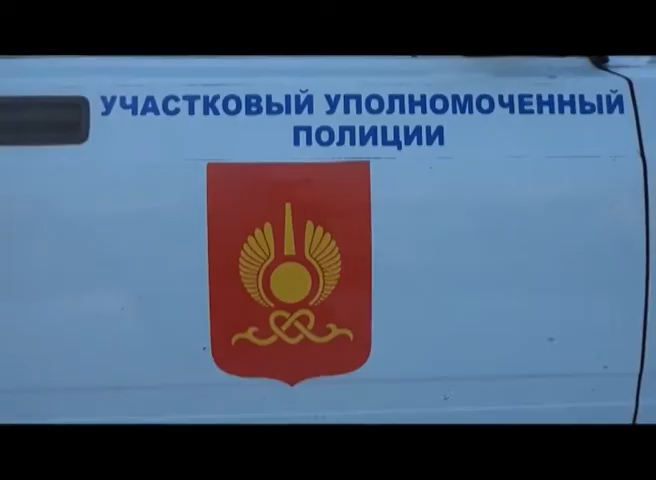 УЧАСТКОВЫЙ УПОЛНОМОЧЕННЫЙ
ПОЛИЦИИ